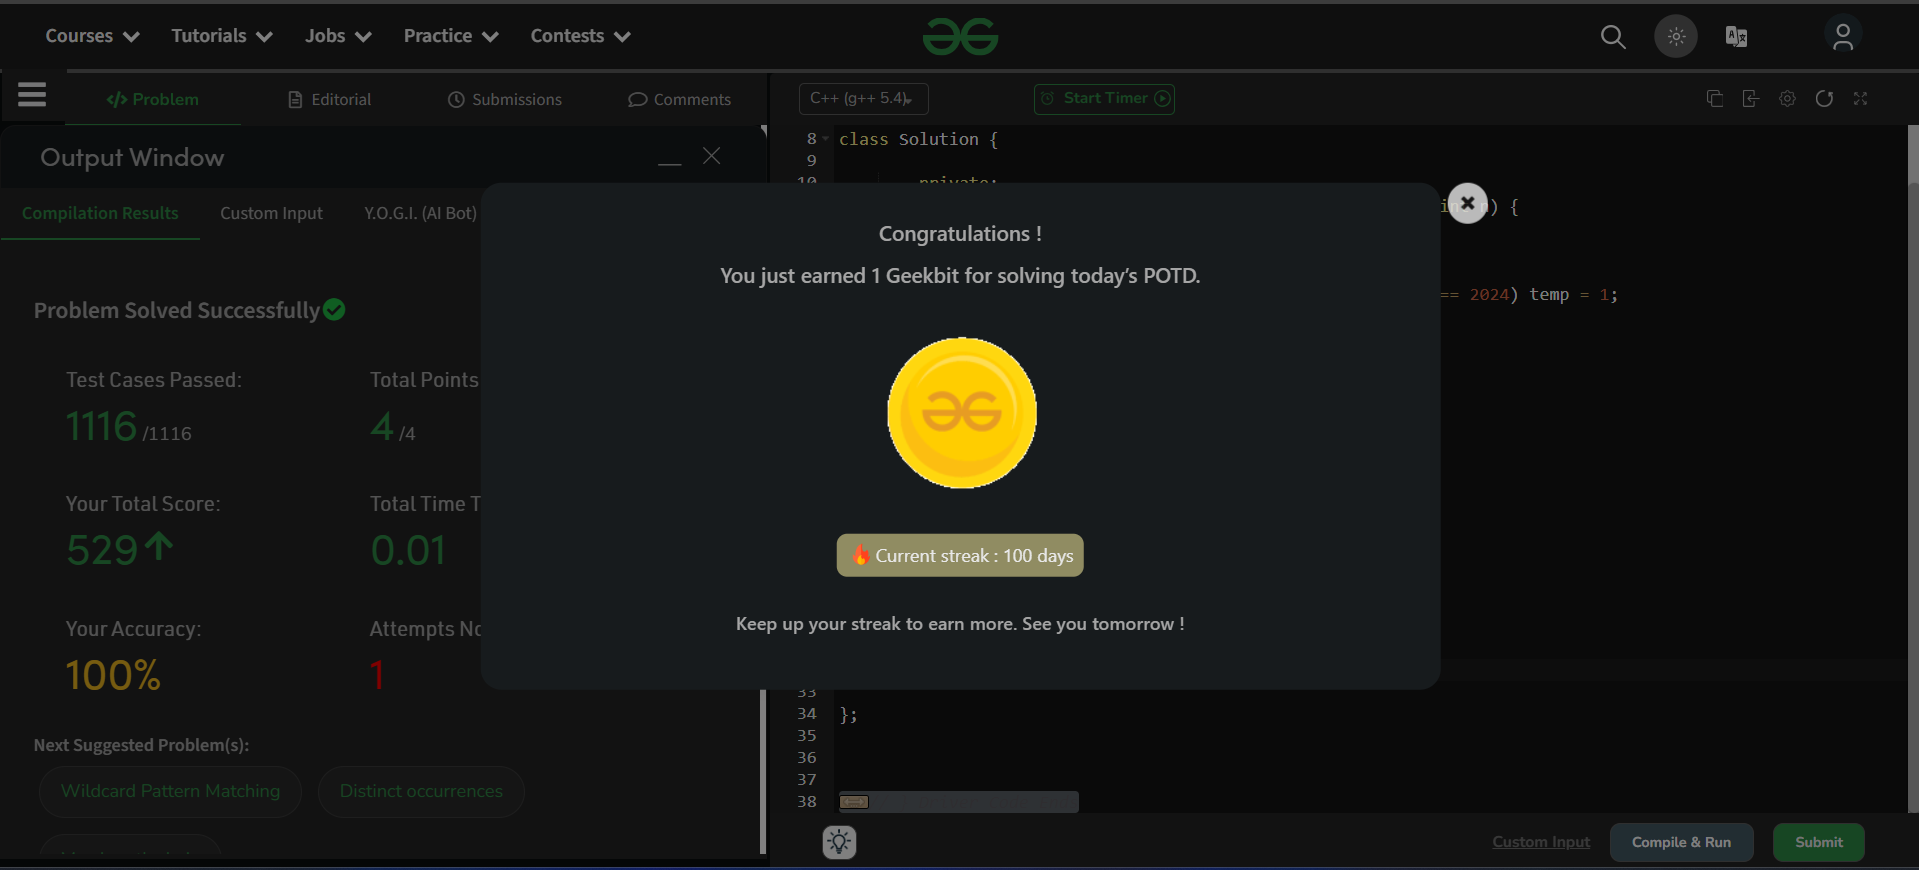 Courses
Tutorials
Jobs
Practice
Contests
</> Problem
Editorial
Submissions
Comments
C++ (g++ 5.4)
Start Timer
Output Window
Compilation Results
Custom Input
Y.O.G.I. (AI Bot)
Problem Solved Successfully
Test Cases Passed:
1116 /1116
Total Points
4 /4
Your Total Score:
529
Total Time T
0.01
Your Accuracy:
100%
Attempts No
1
Next Suggested Problem(s):
Wildcard Pattern Matching
Distinct occurrences
Congratulations !
You just earned 1 Geekbit for solving today’s POTD.
Current streak : 100 days
Keep up your streak to earn more. See you tomorrow !
8 class Solution {
9
10 private:
) {
== 2024) temp = 1;
33
34 };
35
36
37
38
Custom Input
Compile & Run
Submit